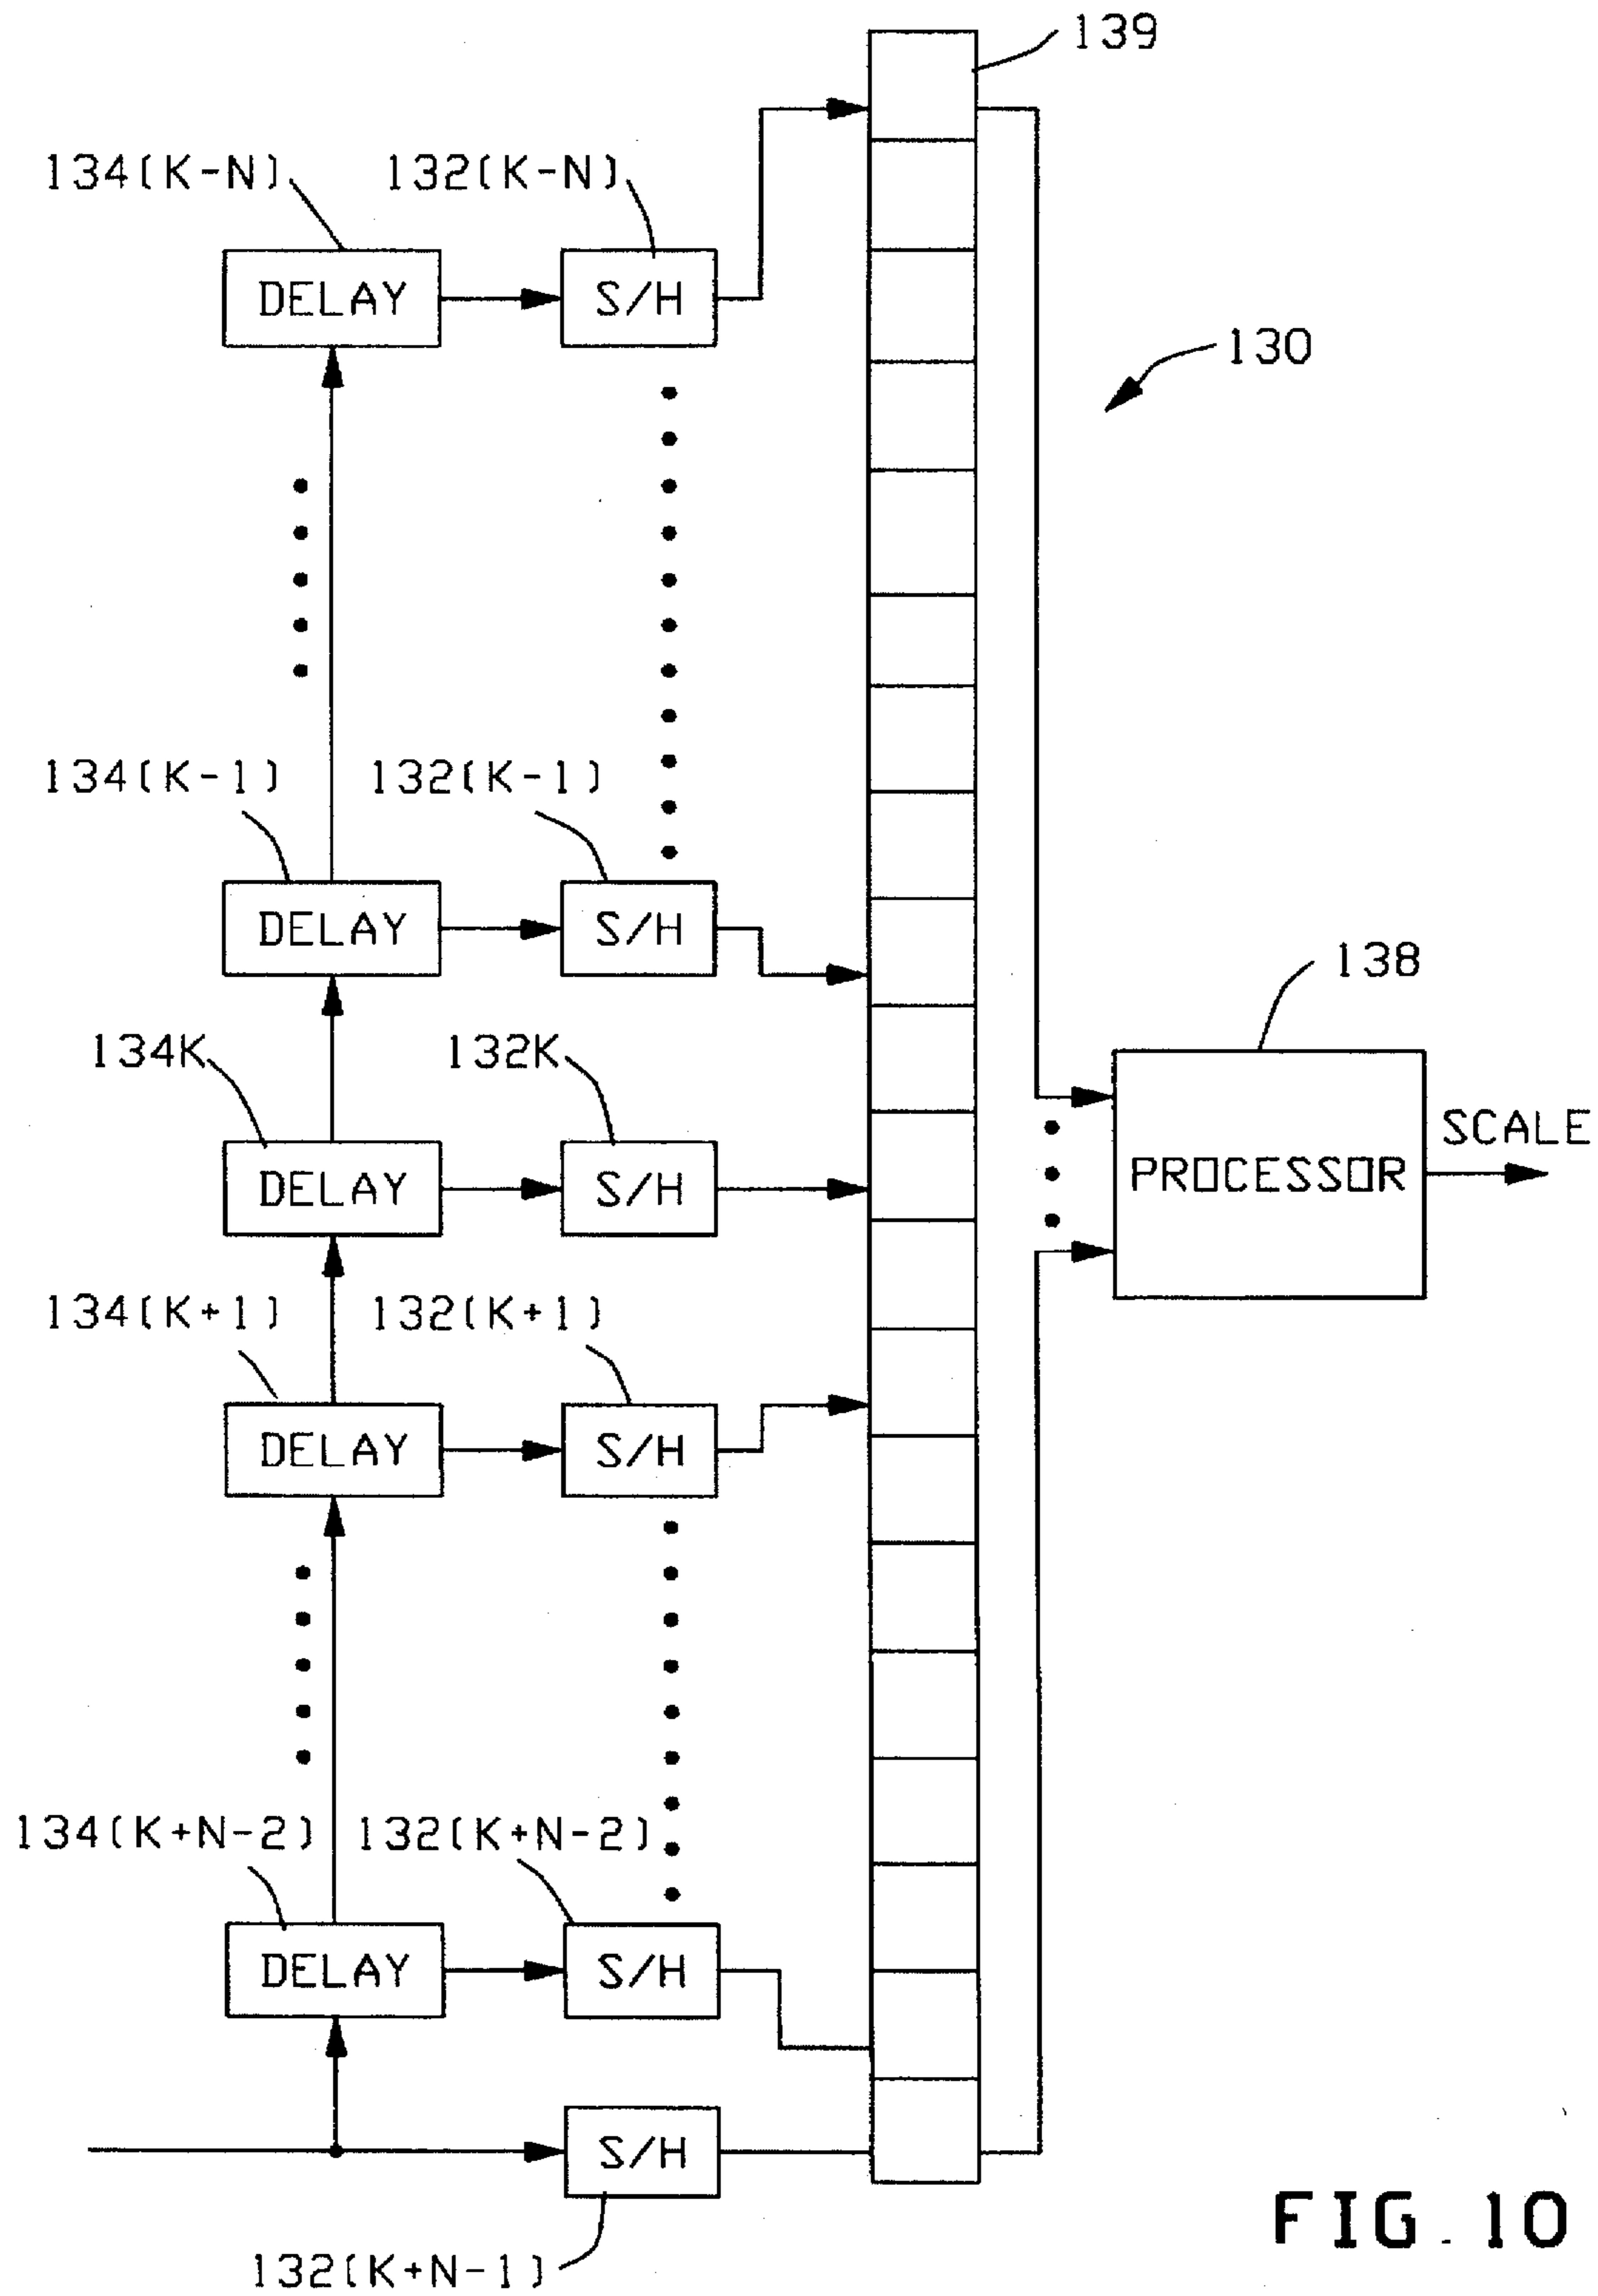 139
134(K-N) 132(K-N)
DELAY S/H
130
134(K-1) 132(K-1)
DELAY S/H
138
134K 132K
SCALE
DELAY S/H PROCESSOR
134(K+1) 132(K+1)
DELAY S/H
134(K+N-2) 132(K+N-2)
DELAY S/H
S/H
132(K+N-1)
FIG.10